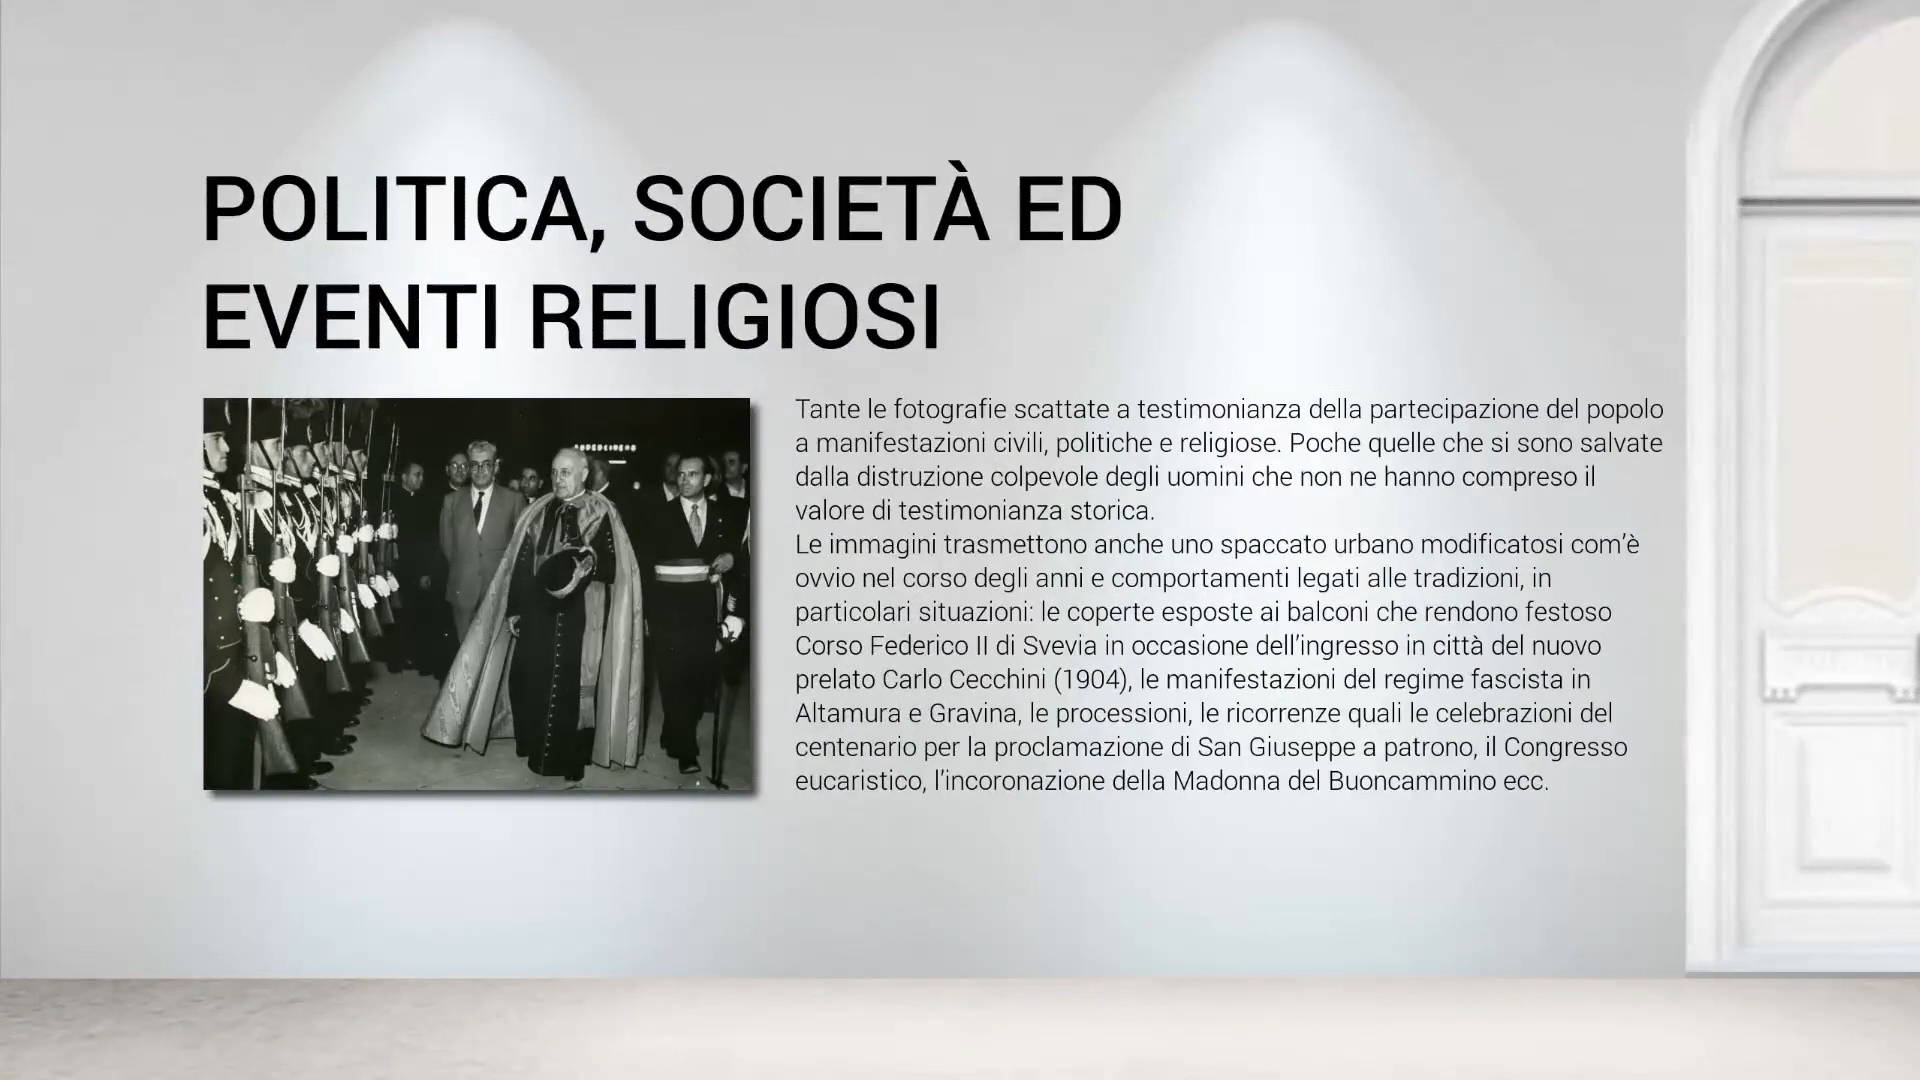 POLITICA, SOCIETÀ ED
EVENTI RELIGIOSI
Tante le fotografie scattate a testimonianza della partecipazione del popolo
a manifestazioni civili, politiche e religiose. Poche quelle che si sono salvate
dalla distruzione colpevole degli uomini che non ne hanno compreso il
valore di testimonianza storica.
Le immagini trasmettono anche uno spaccato urbano modificatosi com’è
ovvio nel corso degli anni e comportamenti legati alle tradizioni, in
particolari situazioni: le coperte esposte ai balconi che rendono festoso
Corso Federico II di Svevia in occasione dell’ingresso in città del nuovo
prelato Carlo Cecchini (1904), le manifestazioni del regime fascista in
Altamura e Gravina, le processioni, le ricorrenze quali le celebrazioni del
centenario per la proclamazione di San Giuseppe a patrono, il Congresso
eucaristico, l’incoronazione della Madonna del Buoncammino ecc.